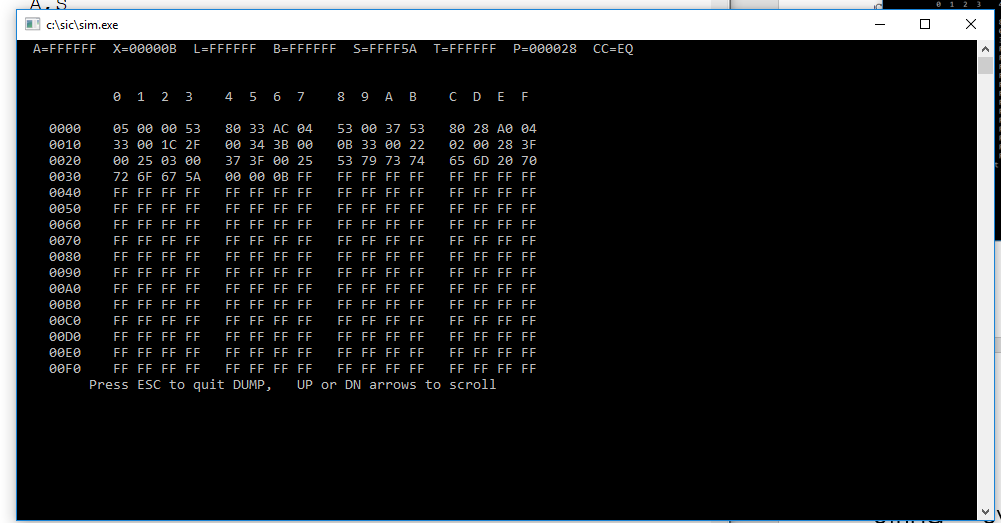 A,S
0 1 2 3
c:\sic\sim.exe
A=FFFFFF X=00000B L=FFFFFF B=FFFFFF S=FFFF5A T=FFFFFF P=000028 CC=EQ
0 1 2 3 4 5 6 7 8 9 A B C D E F
0000 05 00 00 53 80 33 AC 04 53 00 37 53 80 28 A0 04
0010 33 00 1C 2F 00 34 3B 00 0B 33 00 22 02 00 28 3F
0020 00 25 03 00 37 3F 00 25 53 79 73 74 65 6D 20 70
0030 72 6F 67 5A 00 00 0B FF FF FF FF FF FF FF FF FF
0040 FF FF FF FF FF FF FF FF FF FF FF FF FF FF FF FF
0050 FF FF FF FF FF FF FF FF FF FF FF FF FF FF FF FF
0060 FF FF FF FF FF FF FF FF FF FF FF FF FF FF FF FF
0070 FF FF FF FF FF FF FF FF FF FF FF FF FF FF FF FF
0080 FF FF FF FF FF FF FF FF FF FF FF FF FF FF FF FF
0090 FF FF FF FF FF FF FF FF FF FF FF FF FF FF FF FF
00A0 FF FF FF FF FF FF FF FF FF FF FF FF FF FF FF FF
00B0 FF FF FF FF FF FF FF FF FF FF FF FF FF FF FF FF
00C0 FF FF FF FF FF FF FF FF FF FF FF FF FF FF FF FF
00D0 FF FF FF FF FF FF FF FF FF FF FF FF FF FF FF FF
00E0 FF FF FF FF FF FF FF FF FF FF FF FF FF FF FF FF
00F0 FF FF FF FF FF FF FF FF FF FF FF FF FF FF FF FF
Press ESC to quit DUMP, UP or DN arrows to scroll